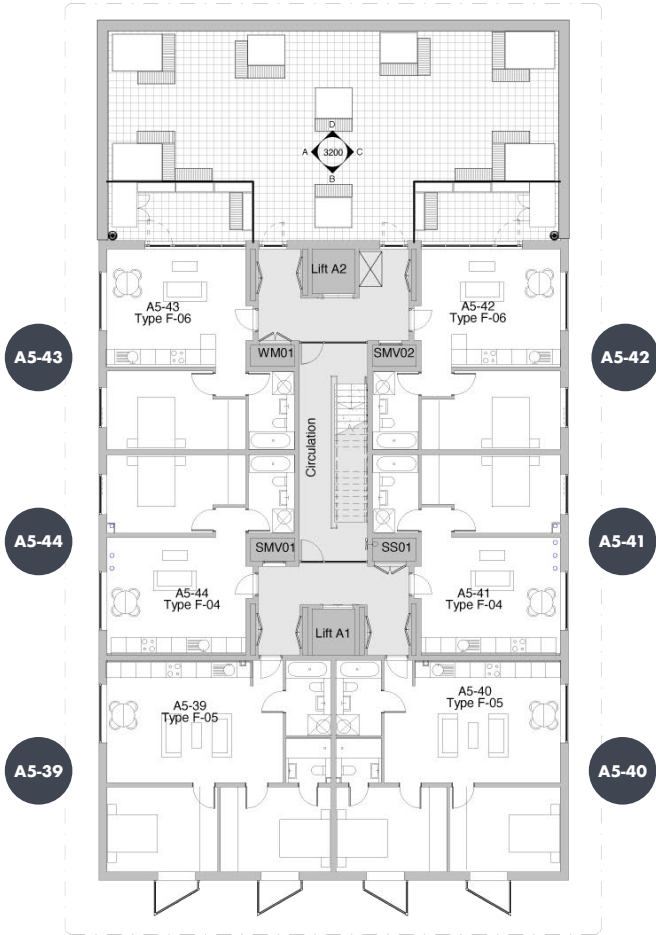 D
A 3200 C
B
Lift A2
A5-43
Type F-06
A5-42
Type F-06
A5-43
WM01
SMV02
A5-42
Circulation
A5-44
SMV01
SS01
A5-41
A5-44
Type F-04
A5-41
Type F-04
Lift A1
A5-39
Type F-05
A5-40
Type F-05
A5-39
A5-40